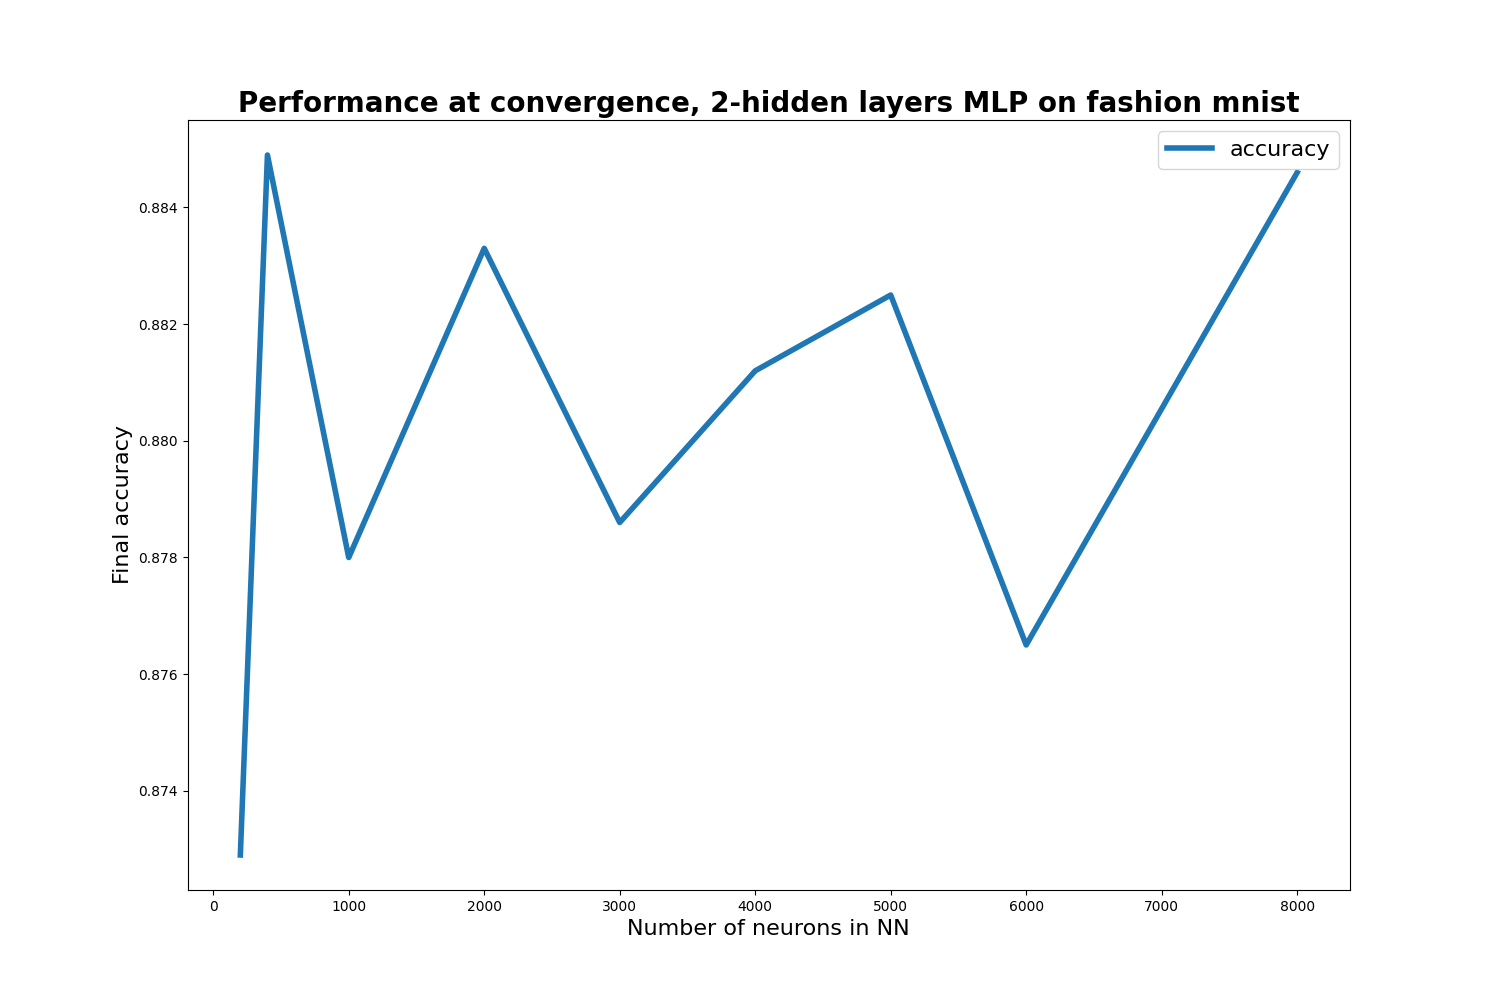 Performance at convergence, 2-hidden layers MLP on fashion mnist
accuracy
0.884
0.882
0.880
0.878
0.876
0.874
Final accuracy
0 1000 2000 3000 4000 5000 6000 7000 8000
Number of neurons in NN